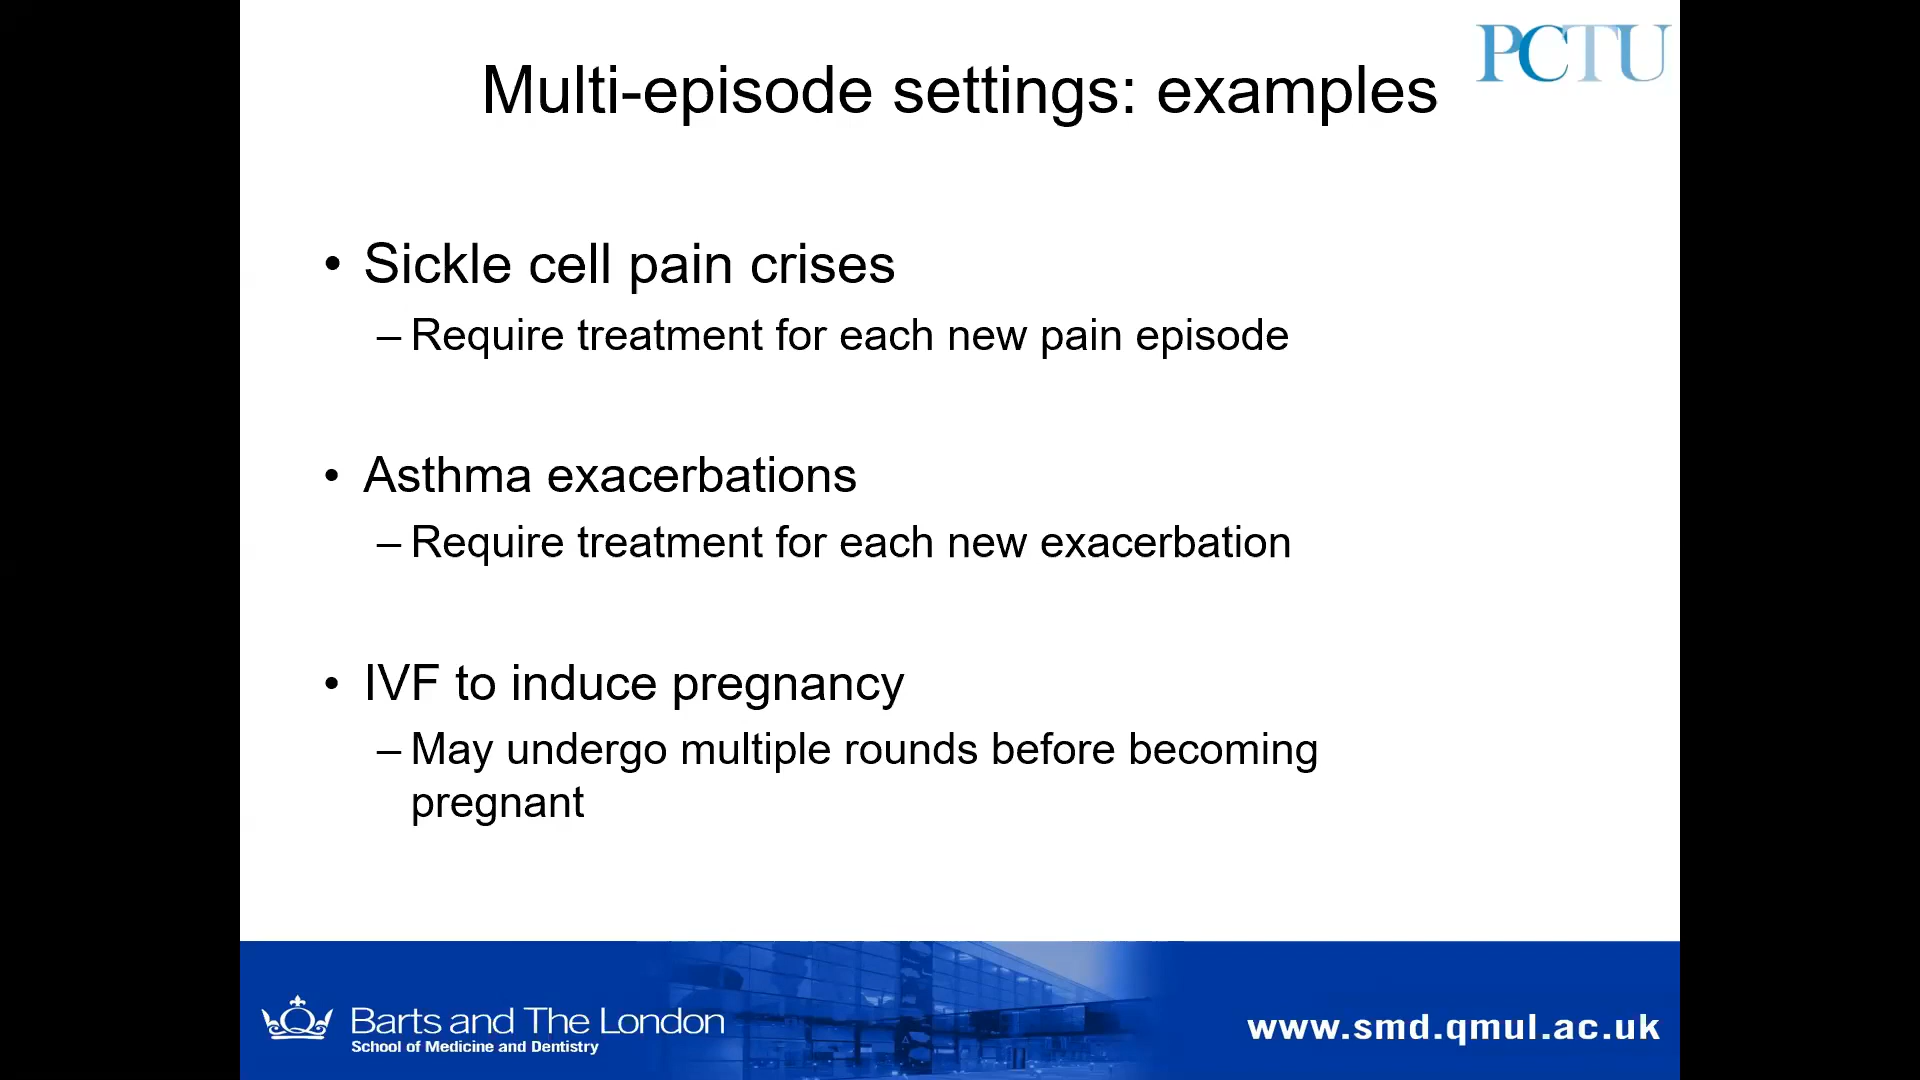 PCTU
Multi-episode settings: examples
• Sickle cell pain crises
– Require treatment for each new pain episode
• Asthma exacerbations
– Require treatment for each new exacerbation
• IVF to induce pregnancy
– May undergo multiple rounds before becoming
pregnant
Barts and The London
School of Medicine and Dentistry
www.smd.qmul.ac.uk